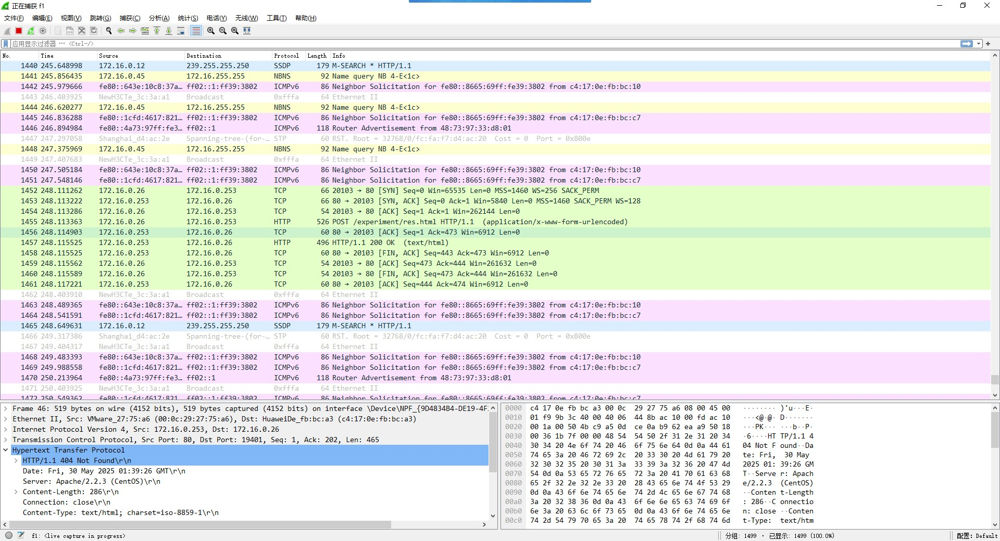 正在捕获 f1
文件(F) 编辑(E) 视图(V) 跳转(G) 捕获(C) 分析(A) 统计(S) 电话(Y) 无线(W) 工具(T) 帮助(H)
应用显示过滤器 … <Ctrl-/>
No. Time Source Destination Protocol Length Info
1440 245.648998 172.16.0.12 239.255.255.250 SSDP 179 M-SEARCH * HTTP/1.1
1441 245.856435 172.16.0.45 172.16.255.255 NBNS 92 Name query NB 4-E<1c>
1442 245.979666 fe80::643e:10c8:37a… ff02::1:ff39:3802 ICMPv6 86 Neighbor Solicitation for fe80::8665:69ff:fe39:3802 from c4:17:0e:fb:bc:10
1443 246.403925 NewH3CTe_3c:3a:a1 Broadcast 0xfffa 64 Ethernet II
1444 246.620277 172.16.0.45 172.16.255.255 NBNS 92 Name query NB 4-E<1c>
1445 246.836288 fe80::1cfd:4617:821… ff02::1:ff39:3802 ICMPv6 86 Neighbor Solicitation for fe80::8665:69ff:fe39:3802 from c4:17:0e:fb:bc:c7
1446 246.894984 fe80::4a73:97ff:fe3… ff02::1 ICMPv6 118 Router Advertisement from 48:73:97:33:d8:01
1447 247.297058 Shanghai_d4:ac:2e Spanning-tree-(for-… STP 60 RST. Root = 32768/0/fc:fa:f7:d4:ac:20 Cost = 0 Port = 0x800e
1448 247.375969 172.16.0.45 172.16.255.255 NBNS 92 Name query NB 4-E<1c>
1449 247.407683 NewH3CTe_3c:3a:a1 Broadcast 0xfffa 64 Ethernet II
1450 247.505184 fe80::643e:10c8:37a… ff02::1:ff39:3802 ICMPv6 86 Neighbor Solicitation for fe80::8665:69ff:fe39:3802 from c4:17:0e:fb:bc:10
1451 247.548146 fe80::1cfd:4617:821… ff02::1:ff39:3802 ICMPv6 86 Neighbor Solicitation for fe80::8665:69ff:fe39:3802 from c4:17:0e:fb:bc:c7
1452 248.111262 172.16.0.26 172.16.0.253 TCP 66 20103 → 80 [SYN] Seq=0 Win=65535 Len=0 MSS=1460 WS=256 SACK_PERM
1453 248.113222 172.16.0.253 172.16.0.26 TCP 66 80 → 20103 [SYN, ACK] Seq=0 Ack=1 Win=5840 Len=0 MSS=1460 SACK_PERM WS=128
1454 248.113286 172.16.0.26 172.16.0.253 TCP 54 20103 → 80 [ACK] Seq=1 Ack=1 Win=262144 Len=0
1455 248.113363 172.16.0.26 172.16.0.253 HTTP 526 POST /experiment/res.html HTTP/1.1 (application/x-www-form-urlencoded)
1456 248.114903 172.16.0.253 172.16.0.26 TCP 60 80 → 20103 [ACK] Seq=1 Ack=473 Win=6912 Len=0
1457 248.115525 172.16.0.253 172.16.0.26 HTTP 496 HTTP/1.1 200 OK (text/html)
1458 248.115525 172.16.0.253 172.16.0.26 TCP 60 80 → 20103 [FIN, ACK] Seq=443 Ack=473 Win=6912 Len=0
1459 248.115562 172.16.0.26 172.16.0.253 TCP 54 20103 → 80 [ACK] Seq=473 Ack=444 Win=261632 Len=0
1460 248.115589 172.16.0.26 172.16.0.253 TCP 54 20103 → 80 [FIN, ACK] Seq=473 Ack=444 Win=261632 Len=0
1461 248.117221 172.16.0.253 172.16.0.26 TCP 60 80 → 20103 [ACK] Seq=444 Ack=474 Win=6912 Len=0
1462 248.403910 NewH3CTe_3c:3a:a1 Broadcast 0xfffa 64 Ethernet II
1463 248.489365 fe80::643e:10c8:37a… ff02::1:ff39:3802 ICMPv6 86 Neighbor Solicitation for fe80::8665:69ff:fe39:3802 from c4:17:0e:fb:bc:10
1464 248.541591 fe80::1cfd:4617:821… ff02::1:ff39:3802 ICMPv6 86 Neighbor Solicitation for fe80::8665:69ff:fe39:3802 from c4:17:0e:fb:bc:c7
1465 248.649631 172.16.0.12 239.255.255.250 SSDP 179 M-SEARCH * HTTP/1.1
1466 249.317386 Shanghai_d4:ac:2e Spanning-tree-(for-… STP 60 RST. Root = 32768/0/fc:fa:f7:d4:ac:20 Cost = 0 Port = 0x800e
1467 249.404317 NewH3CTe_3c:3a:a1 Broadcast 0xfffa 64 Ethernet II
1468 249.483393 fe80::643e:10c8:37a… ff02::1:ff39:3802 ICMPv6 86 Neighbor Solicitation for fe80::8665:69ff:fe39:3802 from c4:17:0e:fb:bc:10
1469 249.988558 fe80::1cfd:4617:821… ff02::1:ff39:3802 ICMPv6 86 Neighbor Solicitation for fe80::8665:69ff:fe39:3802 from c4:17:0e:fb:bc:c7
1470 250.213964 fe80::4a73:97ff:fe3… ff02::1 ICMPv6 118 Router Advertisement from 48:73:97:33:d8:01
1471 250.403925 NewH3CTe_3c:3a:a1 Broadcast 0xfffa 64 Ethernet II
1472 250.549362 fe80::1cfd:4617:821… ff02::1:ff39:3802 ICMPv6 86 Neighbor Solicitation for fe80::8665:69ff:fe39:3802 from c4:17:0e:fb:bc:c7
Frame 46: 519 bytes on wire (4152 bits), 519 bytes captured (4152 bits) on interface \Device\NPF_{9D4834B4-DE19-4F
Ethernet II, Src: VMware_27:75:a6 (00:0c:29:27:75:a6), Dst: HuaweiDe_fb:bc:a3 (c4:17:0e:fb:bc:a3)
Internet Protocol Version 4, Src: 172.16.0.253, Dst: 172.16.0.26
Transmission Control Protocol, Src Port: 80, Dst Port: 19401, Seq: 1, Ack: 202, Len: 465
Hypertext Transfer Protocol
HTTP/1.1 404 Not Found\r\n
Date: Fri, 30 May 2025 01:39:26 GMT\r\n
Server: Apache/2.2.3 (CentOS)\r\n
Content-Length: 286\r\n
Connection: close\r\n
Content-Type: text/html; charset=iso-8859-1\r\n
0000 c4 17 0e fb bc a3 00 0c 29 27 75 a6 08 00 45 00 ········ )'u···E·
0010 01 f9 9b 3c 40 00 40 06 44 8b ac 10 00 fd ac 10 ···<@·@· D·······
0020 00 1a 00 50 4b c9 a5 0d ce 0a b9 62 ea a9 50 18 ···PK··· ···b··P·
0030 00 36 1b 7f 00 00 48 54 54 50 2f 31 2e 31 20 34 ·6····HT TP/1.1 4
0040 30 34 20 4e 6f 74 20 46 6f 75 6e 64 0d 0a 44 61 04 Not F ound··Da
0050 74 65 3a 20 46 72 69 2c 20 33 30 20 4d 61 79 20 te: Fri, 30 May
0060 32 30 32 35 20 30 31 3a 33 39 3a 32 36 20 47 4d 2025 01: 39:26 GM
0070 54 0d 0a 53 65 72 76 65 72 3a 20 41 70 61 63 68 T··Serve r: Apach
0080 65 2f 32 2e 32 2e 33 20 28 43 65 6e 74 4f 53 29 e/2.2.3 (CentOS)
0090 0d 0a 43 6f 6e 74 65 6e 74 2d 4c 65 6e 67 74 68 ··Conten t-Length
00a0 3a 20 32 38 36 0d 0a 43 6f 6e 6e 65 63 74 69 6f : 286··C onnectio
00b0 6e 3a 20 63 6c 6f 73 65 0d 0a 43 6f 6e 74 65 6e n: close ··Conten
00c0 74 2d 54 79 70 65 3a 20 74 65 78 74 2f 68 74 6d t-Type: text/htm
f1: <live capture in progress> 分组: 1499 · 已显示: 1499 (100.0%) 配置: Default